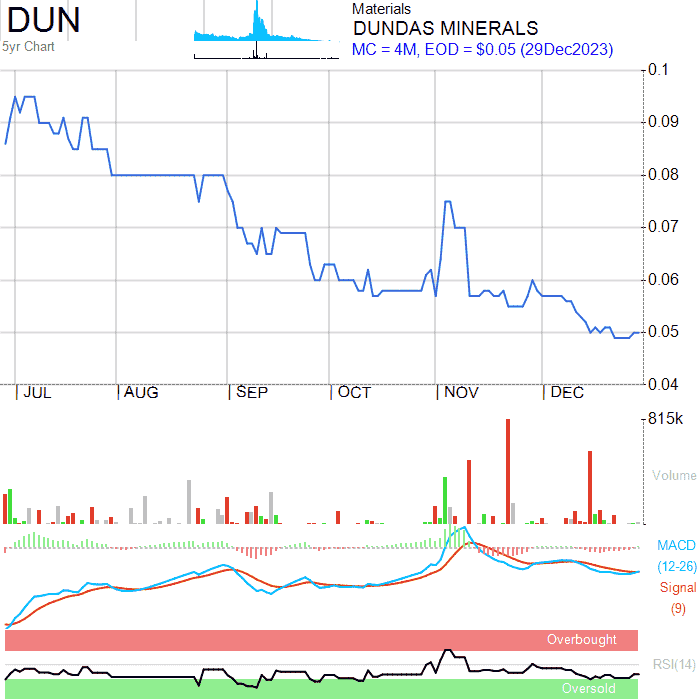 DUN
5yr Chart
Materials
DUNDAS MINERALS
MC = 4M, EOD = $0.05 (29Dec2023)
0.1
0.09
0.08
0.07
0.06
0.05
0.04
JUL AUG SEP OCT NOV DEC
815k
Volume
MACD
(12-26)
Signal
(9)
Overbought
RSI(14)
Oversold